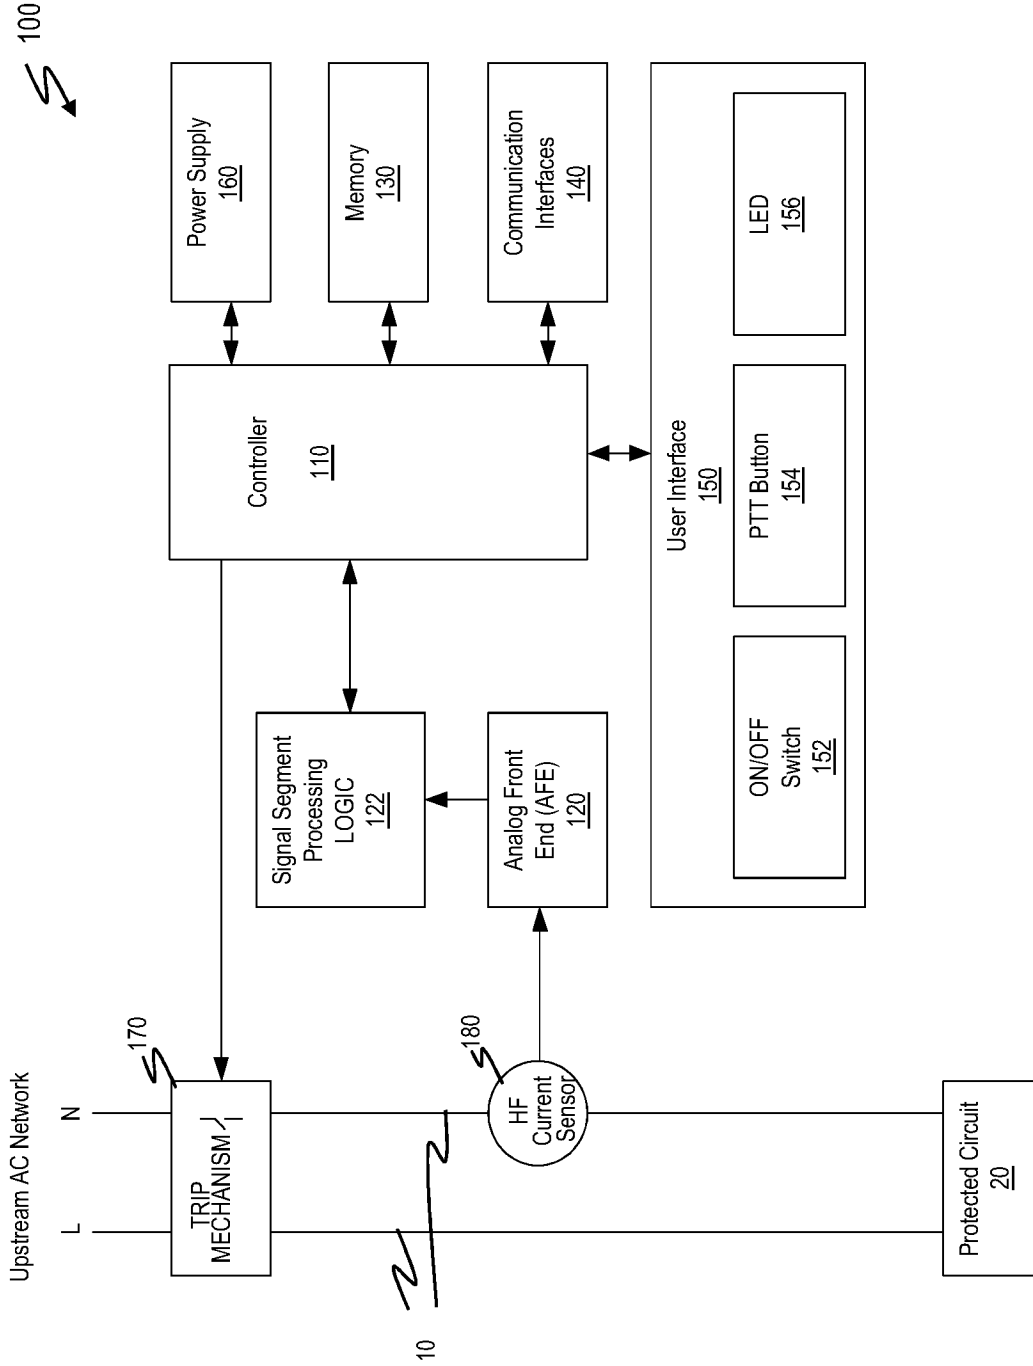 100
Power Supply
160
Memory
130
Communication
Interfaces
140
Controller
110
User Interface
150
LED
156
PTT Button
154
ON/OFF
Switch
152
Signal Segment
Processing
LOGIC
122
Analog Front
End (AFE)
120
Upstream AC Network
L
N
170
TRIP
MECHANISM
180
HF
Current
Sensor
10
Protected Circuit
20